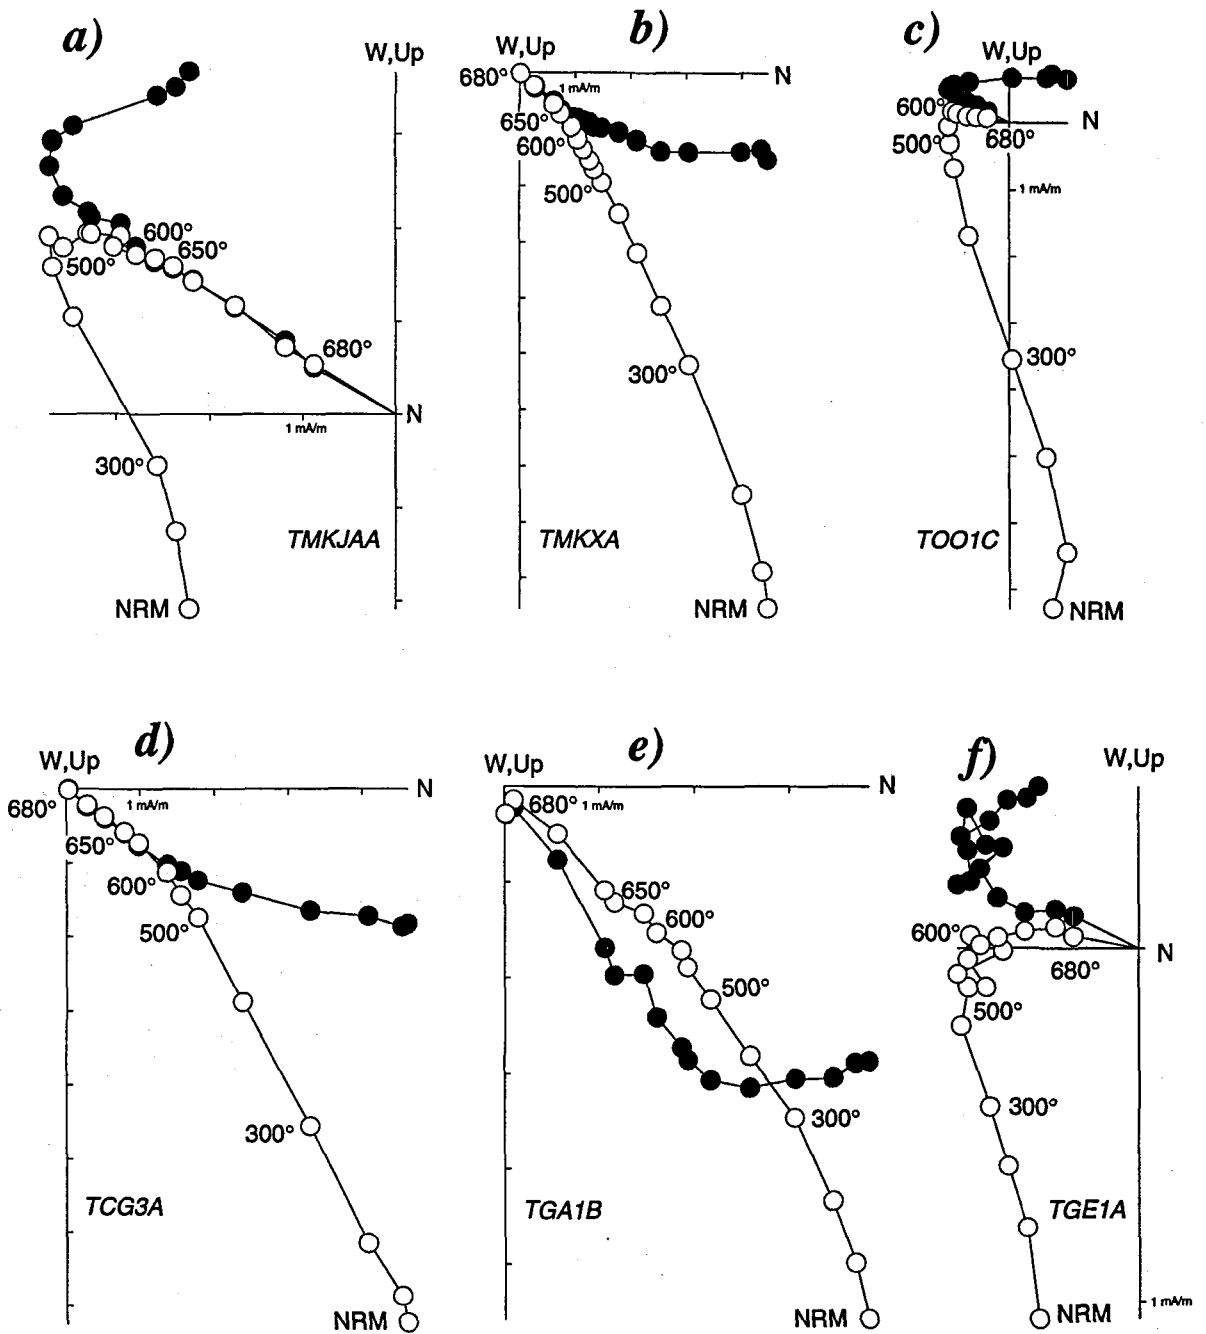 a)
W,Up
600°
650°
500°
680°
N
1 mA/m
300°
TMKJAA
NRM
b)
W,Up
680°
N
1 mA/m
650°
600°
500°
300°
TMKXA
NRM
c)
W,Up
600°
N
500°
680°
1 mA/m
300°
TOO1C
NRM
d)
W,Up
N
680°
1 mA/m
650°
600°
500°
300°
TCG3A
NRM
e)
W,Up
N
680°
1 mA/m
650°
600°
500°
300°
TGA1B
NRM
f)
W,Up
600°
N
680°
500°
300°
TGE1A
1 mA/m
NRM